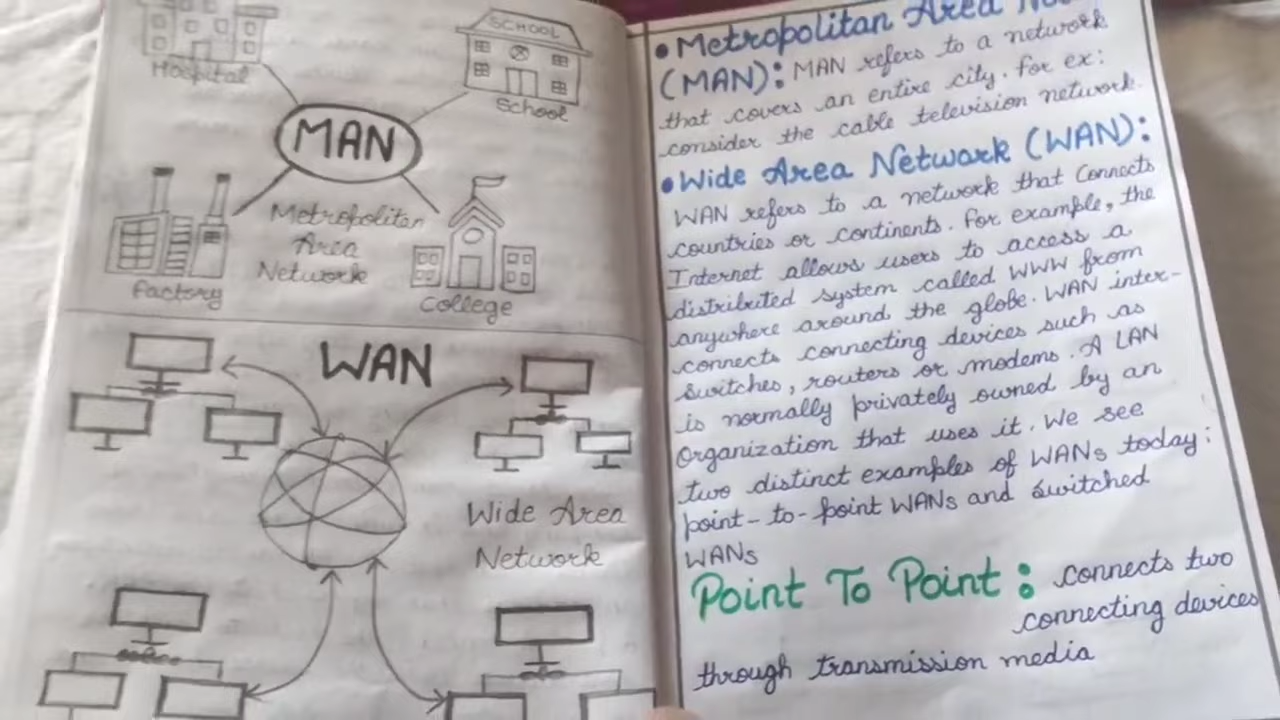 Hospital
SCHOOL
School
MAN
Metropolitan
Area
Network
factory
College
WAN
Wide Area
Network
• Metropolitan Area
(MAN): MAN refers to a network
that covers an entire city. For ex:
consider the cable television network.
• Wide Area Network (WAN):
WAN refers to a network that Connects
countries or continents. For example, the
Internet allows users to access a
distributed system called WWW from
anywhere around the globe. WAN inter-
connects connecting devices such as
switches, routers or modems. A LAN
is normally privately owned by an
Organization that uses it. We see
two distinct examples of WANs today:
point-to-point WANs and switched
WANs
Point To Point: connects two
connecting devices
through transmission media